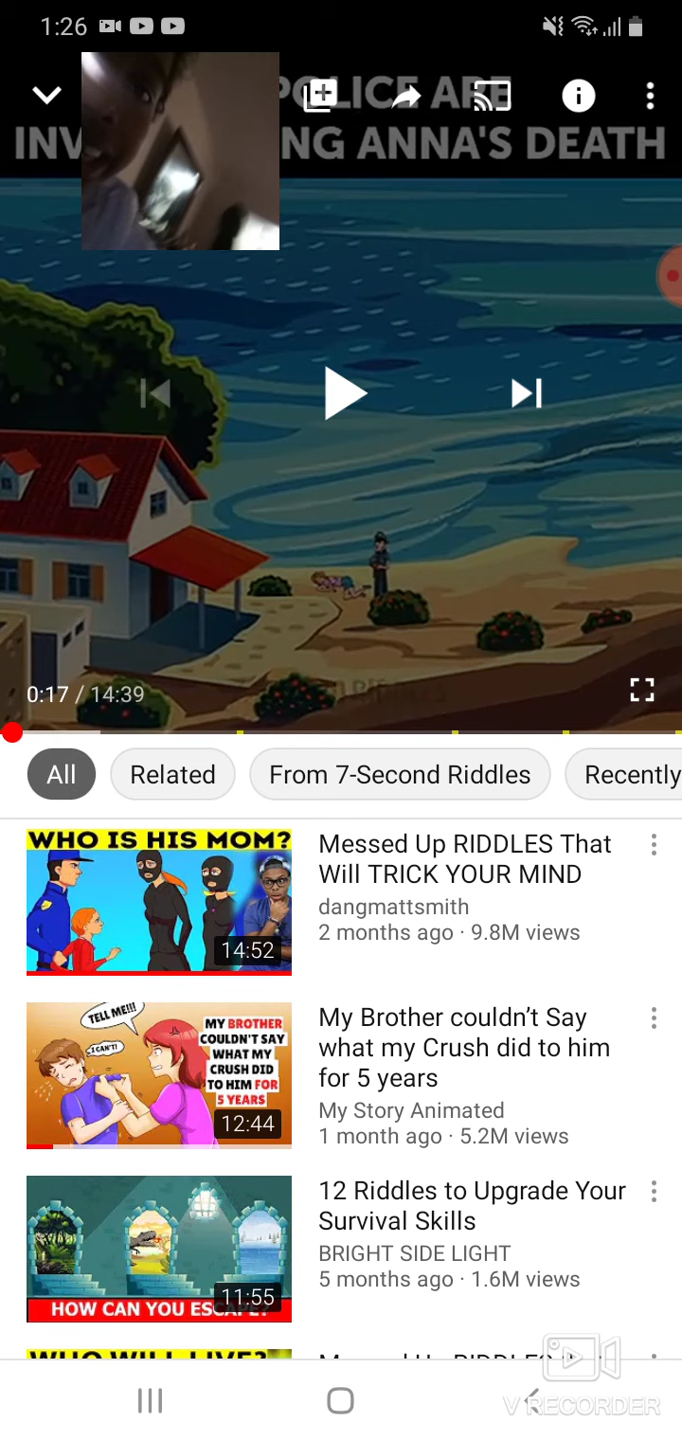 1:26
POLICE ARE
INV NG ANNA'S DEATH
0:17 / 14:39
All
Related
From 7-Second Riddles
Recently
WHO IS HIS MOM?
14:52
Messed Up RIDDLES That
Will TRICK YOUR MIND
dangmattsmith
2 months ago · 9.8M views
TELL ME!!!
I CAN'T!
MY BROTHER
COULDN'T SAY
WHAT MY
CRUSH DID
TO HIM FOR
5 YEARS
12:44
My Brother couldn’t Say
what my Crush did to him
for 5 years
My Story Animated
1 month ago · 5.2M views
HOW CAN YOU ESCAPE?
11:55
12 Riddles to Upgrade Your
Survival Skills
BRIGHT SIDE LIGHT
5 months ago · 1.6M views
WHO WILL LIVE?
V RECORDER